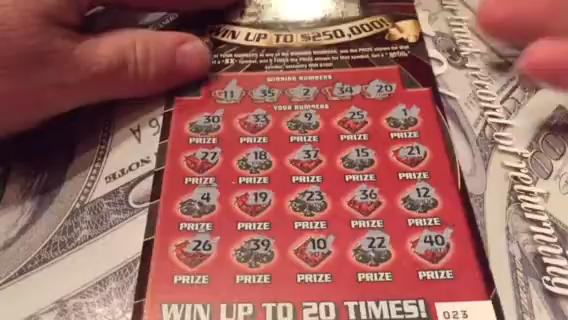 WIN UP TO $250,000!
WINNING NUMBERS
11 35 2 34 20
YOUR NUMBERS
30 33 9 25 1
PRIZE PRIZE PRIZE PRIZE PRIZE
27 18 37 15 21
PRIZE PRIZE PRIZE PRIZE PRIZE
4 19 23 36 12
PRIZE PRIZE PRIZE PRIZE PRIZE
26 39 10 22 40
PRIZE PRIZE PRIZE PRIZE PRIZE
WIN UP TO 20 TIMES!
023
NOTE